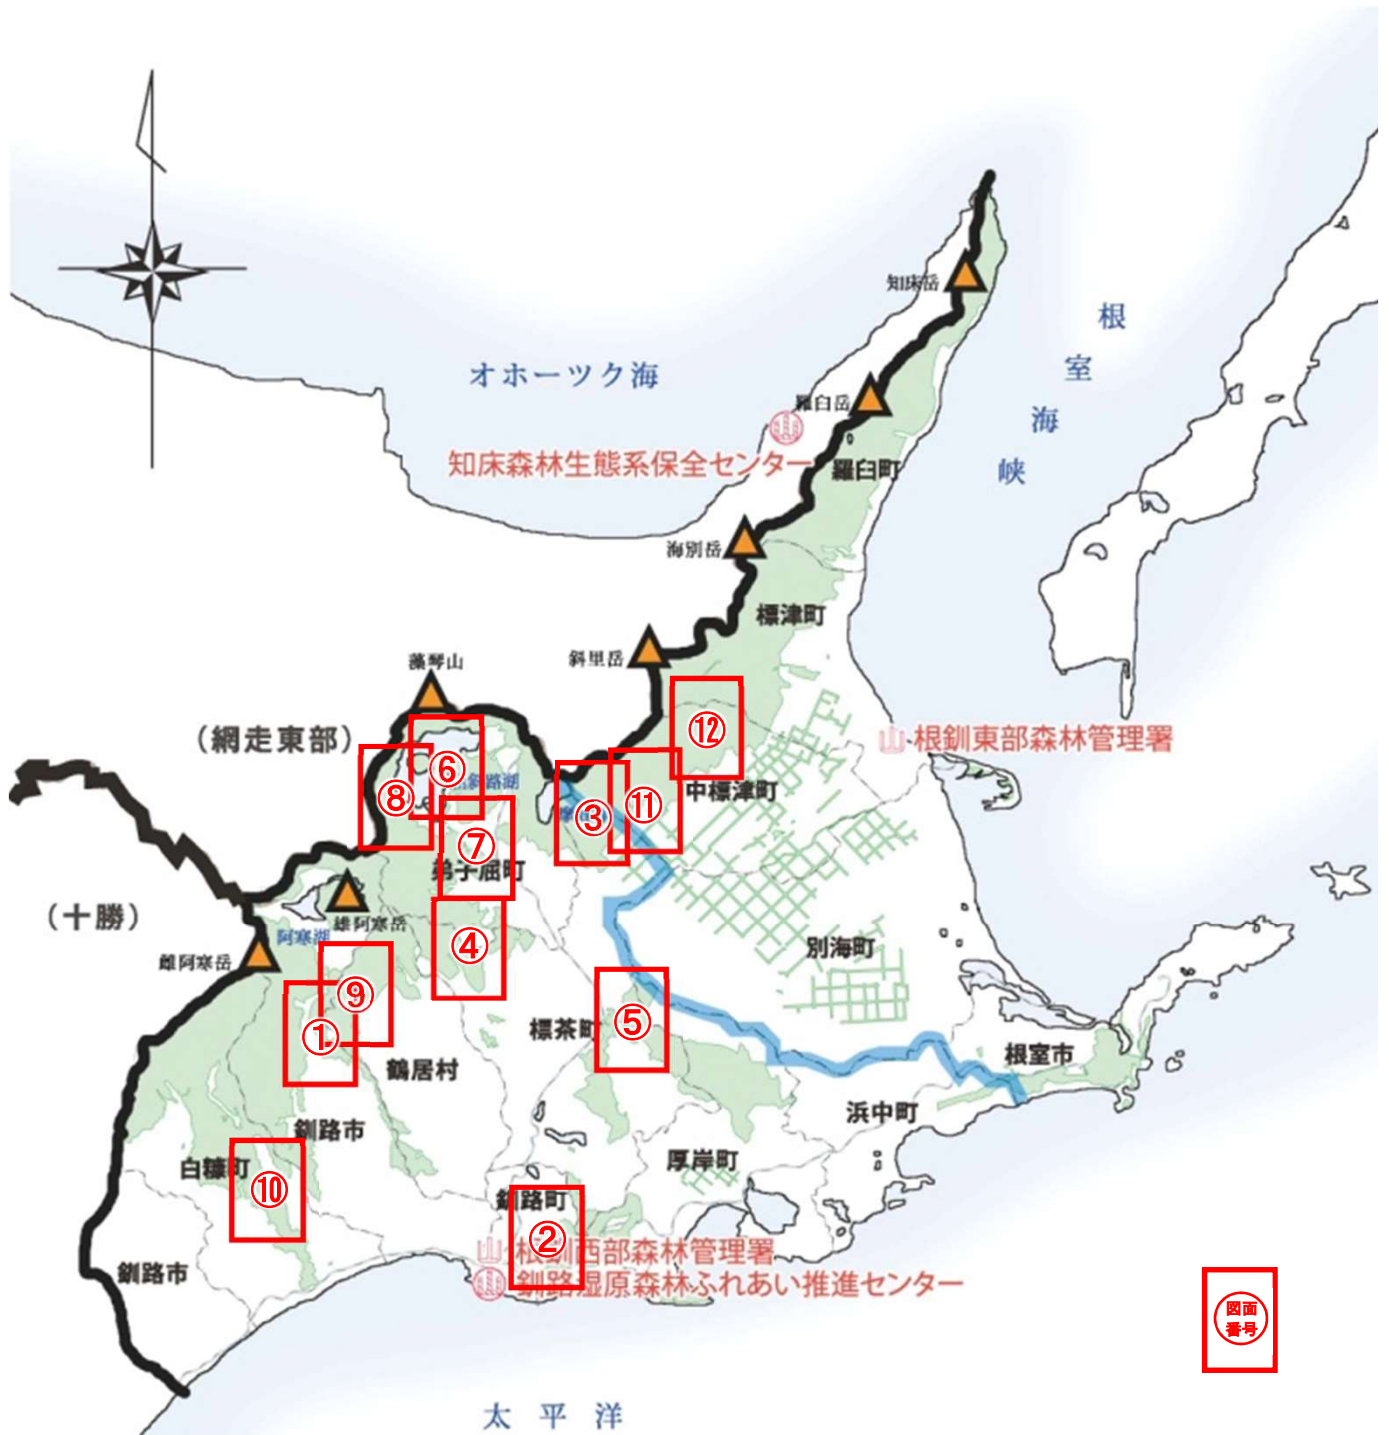 知床岳
根室海峡
オホーツク海
羅臼岳
知床森林生態系保全センター
羅臼町
海別岳
標津町
斜里岳
藻琴山
(網走東部)
⑫
根釧東部森林管理署
⑥
斜路湖
⑧
中標津町
⑪
③
⑦
弟子屈町
(十勝)
雄阿寒岳
阿寒湖
雌阿寒岳
④
別海町
⑨
⑤
標茶町
①
鶴居村
根室市
浜中町
釧路市
厚岸町
白糠町
⑩
釧路町
②
根釧西部森林管理署
釧路湿原森林ふれあい推進センター
釧路市
図面
番号
太平洋